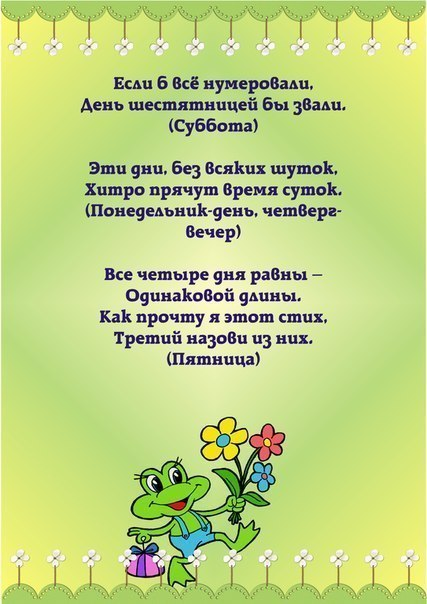 Если б всё нумеровали,
День шестятницей бы звали.
(Суббота)
Эти дни, без всяких шуток,
Хитро прячут время суток.
(Понедельник-день, четверг-
вечер)
Все четыре дня равны –
Одинаковой длины.
Как прочту я этот стих,
Третий назови из них.
(Пятница)